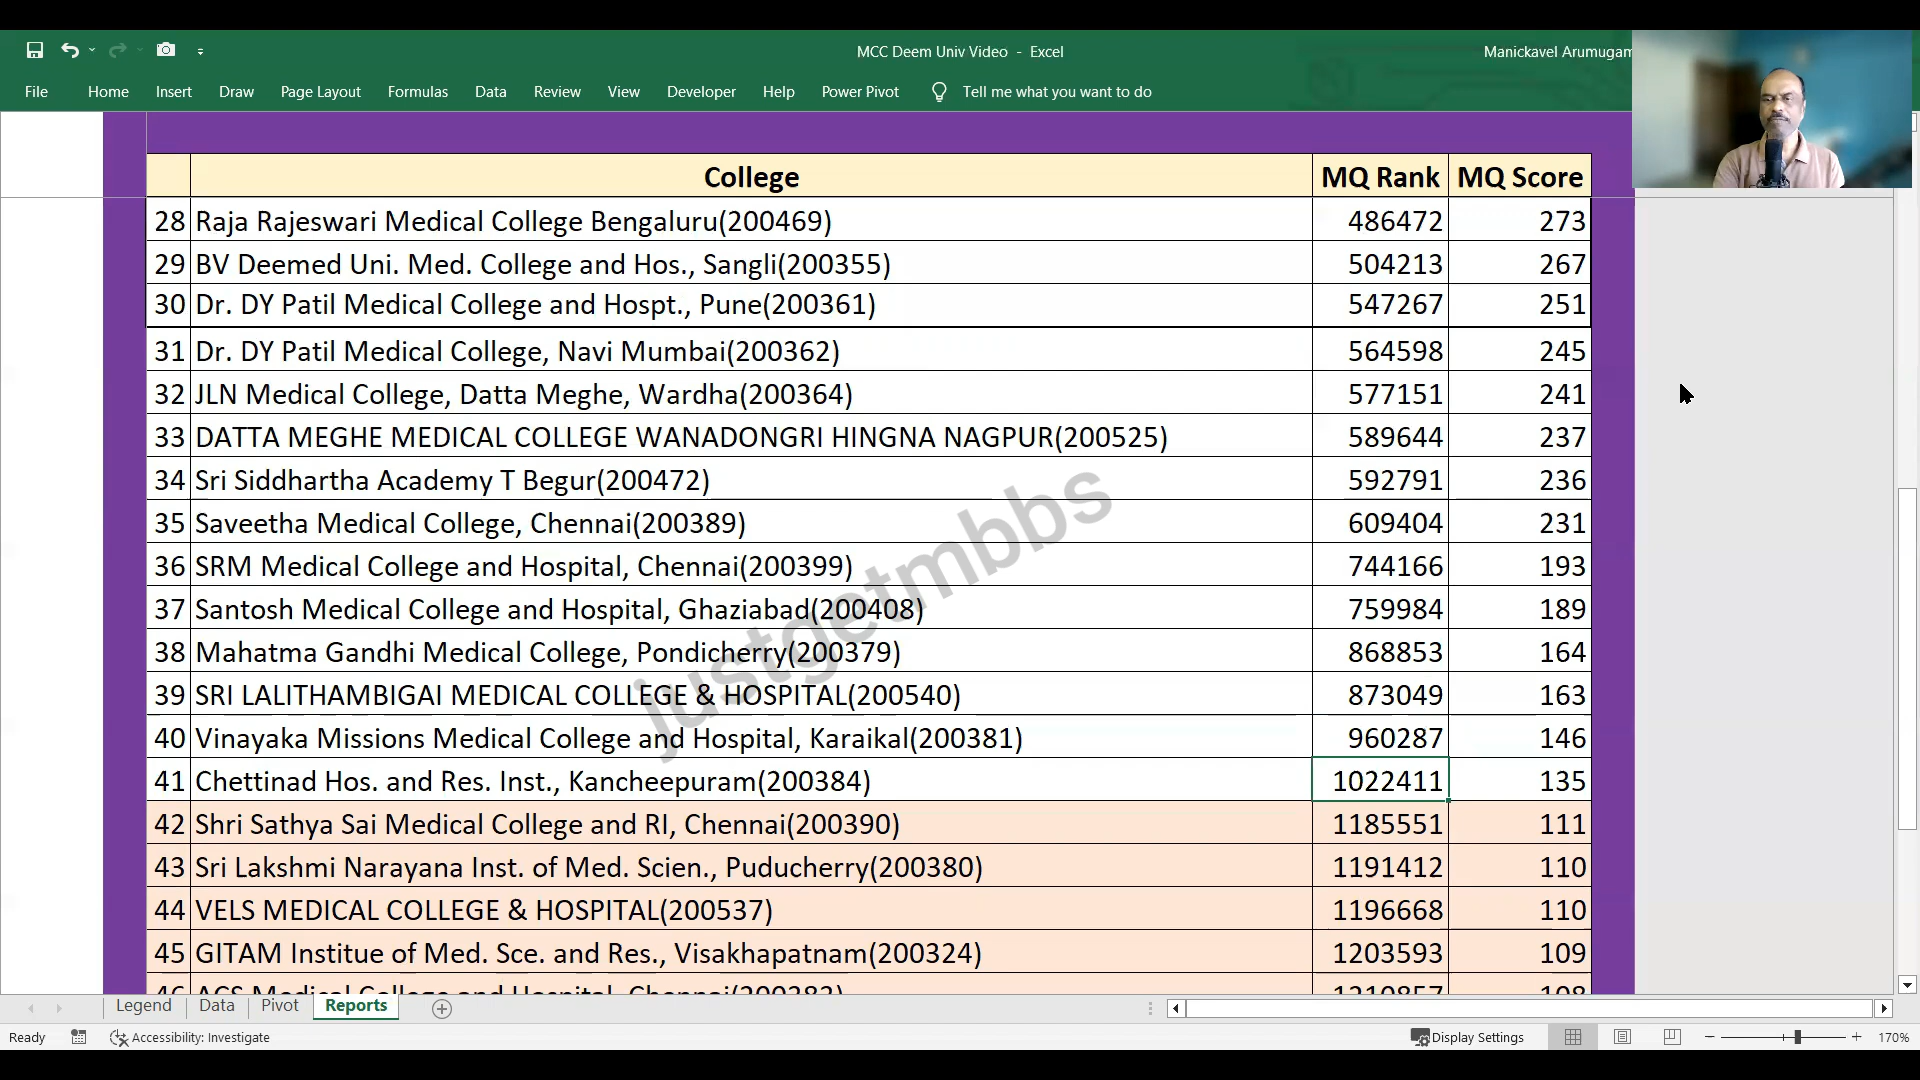 MCC Deem Univ Video - Excel
Manickavel Arumugam
File Home Insert Draw Page Layout Formulas Data Review View Developer Help Power Pivot Tell me what you want to do
College MQ Rank MQ Score
28 Raja Rajeswari Medical College Bengaluru(200469) 486472 273
29 BV Deemed Uni. Med. College and Hos., Sangli(200355) 504213 267
30 Dr. DY Patil Medical College and Hospt., Pune(200361) 547267 251
31 Dr. DY Patil Medical College, Navi Mumbai(200362) 564598 245
32 JLN Medical College, Datta Meghe, Wardha(200364) 577151 241
33 DATTA MEGHE MEDICAL COLLEGE WANADONGRI HINGNA NAGPUR(200525) 589644 237
34 Sri Siddhartha Academy T Begur(200472) 592791 236
35 Saveetha Medical College, Chennai(200389) 609404 231
36 SRM Medical College and Hospital, Chennai(200399) 744166 193
37 Santosh Medical College and Hospital, Ghaziabad(200408) 759984 189
38 Mahatma Gandhi Medical College, Pondicherry(200379) 868853 164
39 SRI LALITHAMBIGAI MEDICAL COLLEGE & HOSPITAL(200540) 873049 163
40 Vinayaka Missions Medical College and Hospital, Karaikal(200381) 960287 146
41 Chettinad Hos. and Res. Inst., Kancheepuram(200384) 1022411 135
42 Shri Sathya Sai Medical College and RI, Chennai(200390) 1185551 111
43 Sri Lakshmi Narayana Inst. of Med. Scien., Puducherry(200380) 1191412 110
44 VELS MEDICAL COLLEGE & HOSPITAL(200537) 1196668 110
45 GITAM Institue of Med. Sce. and Res., Visakhapatnam(200324) 1203593 109
46 ACS Medical College and Hospital, Chennai(200383) 1210857 108
justgetmbbs
Legend Data Pivot Reports
Ready Accessibility: Investigate Display Settings 170%